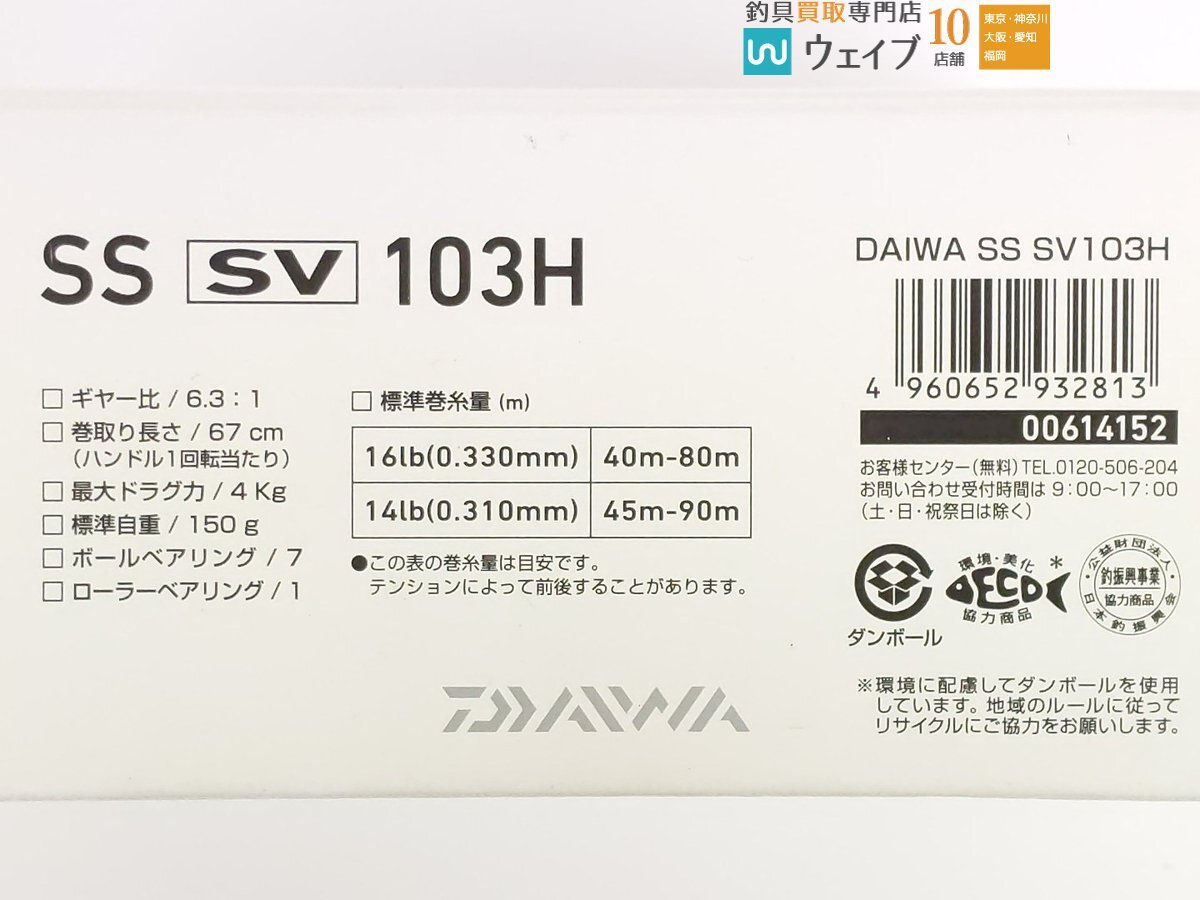 釣具買取専門店
ウェイブ
10
店舗
東京・神奈川
大阪・愛知
福岡
SS SV 103H
□ ギヤー比 / 6.3:1
□ 巻取り長さ / 67 cm
(ハンドル1回転当たり)
□ 最大ドラグ力 / 4 Kg
□ 標準自重 / 150 g
□ ボールベアリング / 7
□ ローラーベアリング / 1
□ 標準巻糸量 (m)
16lb(0.330mm) 40m-80m
14lb(0.310mm) 45m-90m
●この表の巻糸量は目安です。
テンションによって前後することがあります。
DAIWA
DAIWA SS SV103H
4 960652 932813
00614152
お客様センター(無料)TEL.0120-506-204
お問い合わせ受付時間は 9:00~17:00
(土・日・祝祭日は除く)
ダンボール
環境・美化*
DECO
協力商品
公益財団法人
釣振興事業
協力商品
日本釣振興会
※環境に配慮してダンボールを使用
しています。地域のルールに従って
リサイクルにご協力をお願いします。